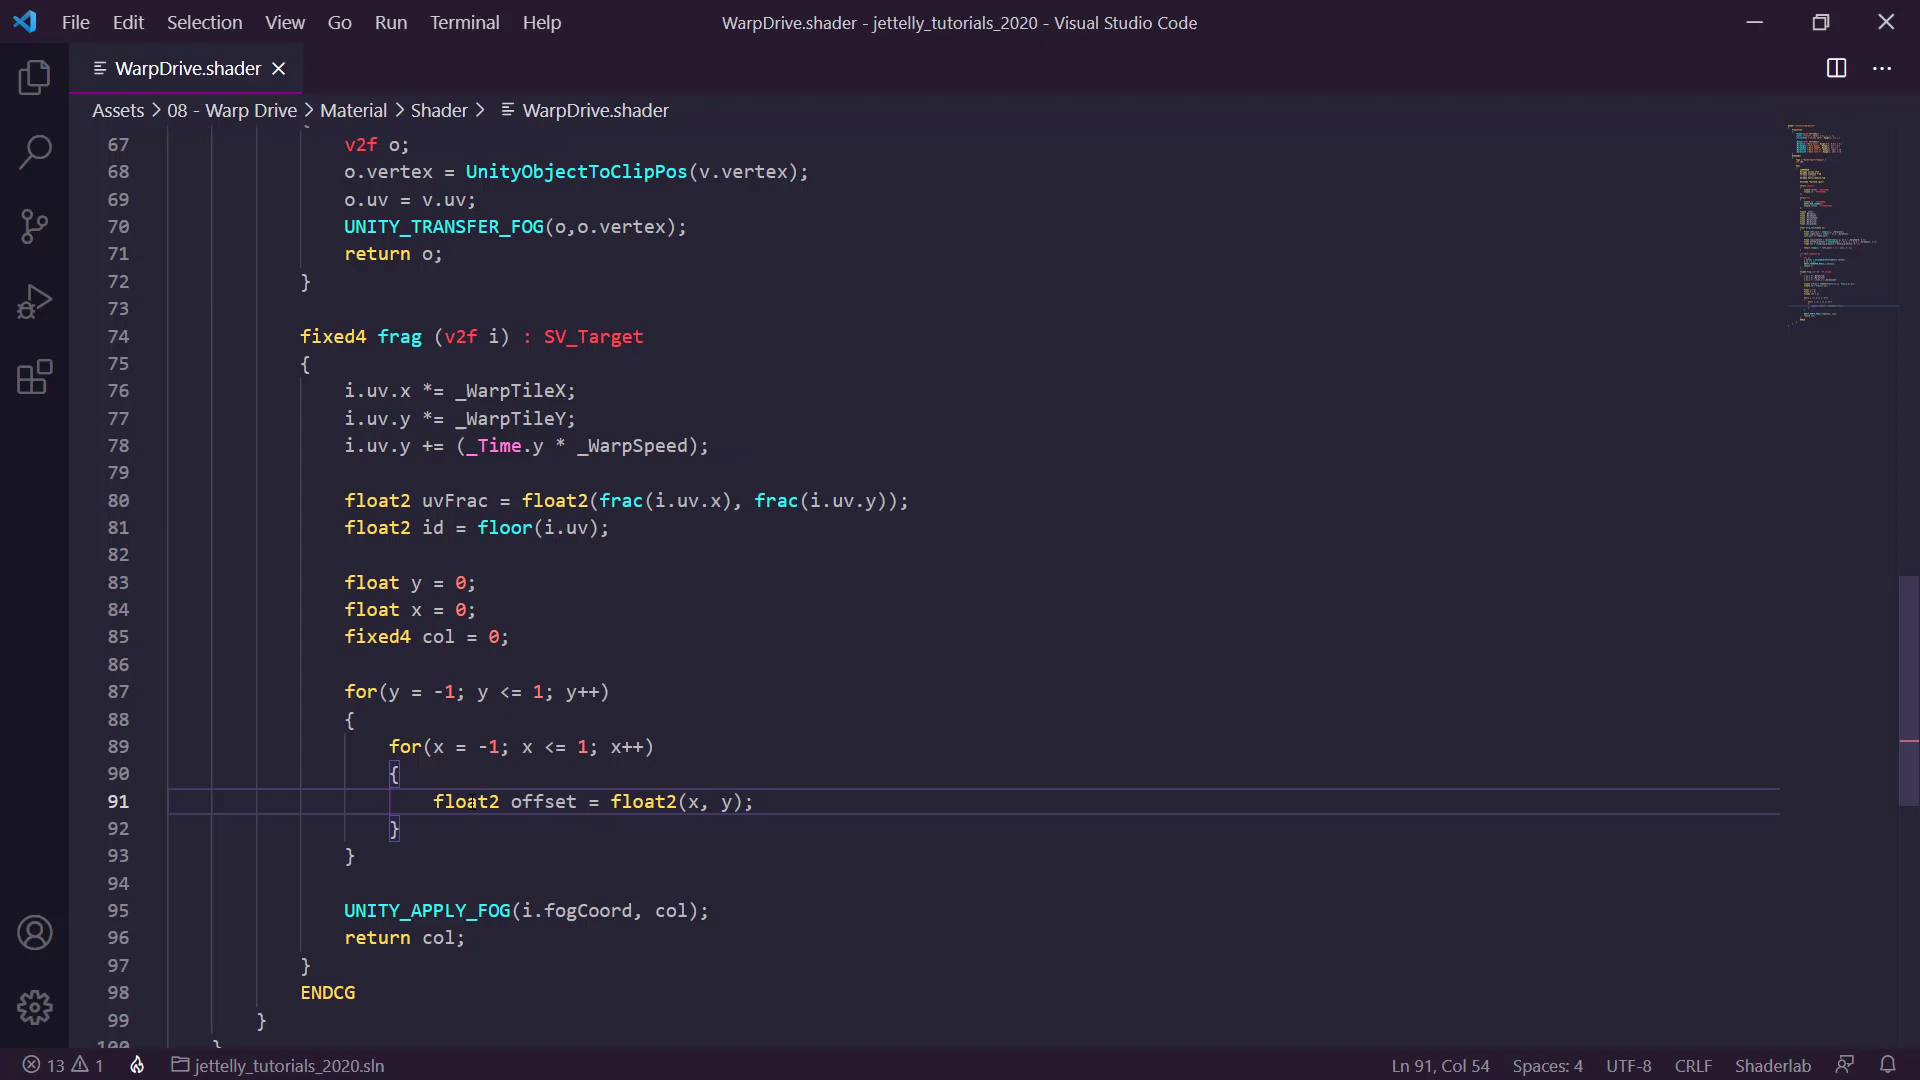 File Edit Selection View Go Run Terminal Help WarpDrive.shader - jettelly_tutorials_2020 - Visual Studio Code
WarpDrive.shader
Assets > 08 - Warp Drive > Material > Shader > WarpDrive.shader
67 v2f o;
68 o.vertex = UnityObjectToClipPos(v.vertex);
69 o.uv = v.uv;
70 UNITY_TRANSFER_FOG(o,o.vertex);
71 return o;
72 }
73
74 fixed4 frag (v2f i) : SV_Target
75 {
76 i.uv.x *= _WarpTileX;
77 i.uv.y *= _WarpTileY;
78 i.uv.y += (_Time.y * _WarpSpeed);
79
80 float2 uvFrac = float2(frac(i.uv.x), frac(i.uv.y));
81 float2 id = floor(i.uv);
82
83 float y = 0;
84 float x = 0;
85 fixed4 col = 0;
86
87 for(y = -1; y <= 1; y++)
88 {
89 for(x = -1; x <= 1; x++)
90 {
91 float2 offset = float2(x, y);
92 }
93 }
94
95 UNITY_APPLY_FOG(i.fogCoord, col);
96 return col;
97 }
98 ENDCG
99 }
100 }
13 1 jettelly_tutorials_2020.sln Ln 91, Col 54 Spaces: 4 UTF-8 CRLF Shaderlab